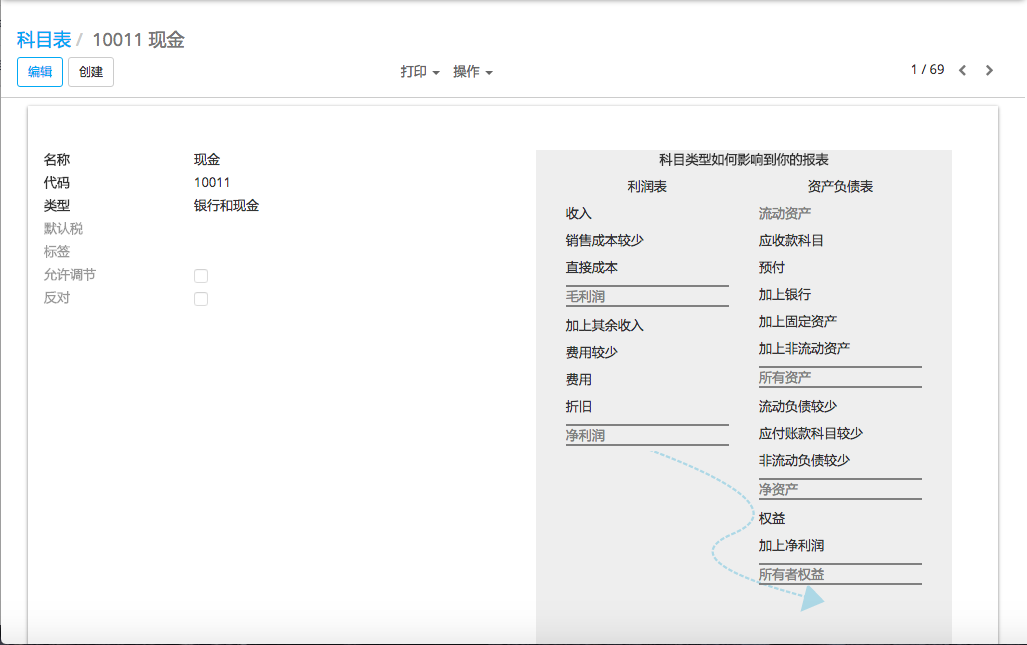 科目表 / 10011 现金
编辑 创建 打印 操作 1 / 69
名称 现金
代码 10011
类型 银行和现金
默认税
标签
允许调节
反对
科目类型如何影响到你的报表
利润表
收入
销售成本较少
直接成本
毛利润
加上其余收入
费用较少
费用
折旧
净利润
资产负债表
流动资产
应收款科目
预付
加上银行
加上固定资产
加上非流动资产
所有资产
流动负债较少
应付账款科目较少
非流动负债较少
净资产
权益
加上净利润
所有者权益